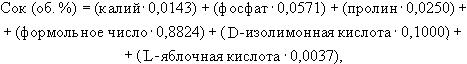 Сок (об. %) = (калий · 0,0143) + (фосфат · 0,0571) + (пролин · 0,0250) +
+ (формольное число · 0,8824) + (D-изолимонная кислота · 0,1000) +
+ (L-яблочная кислота · 0,0037),